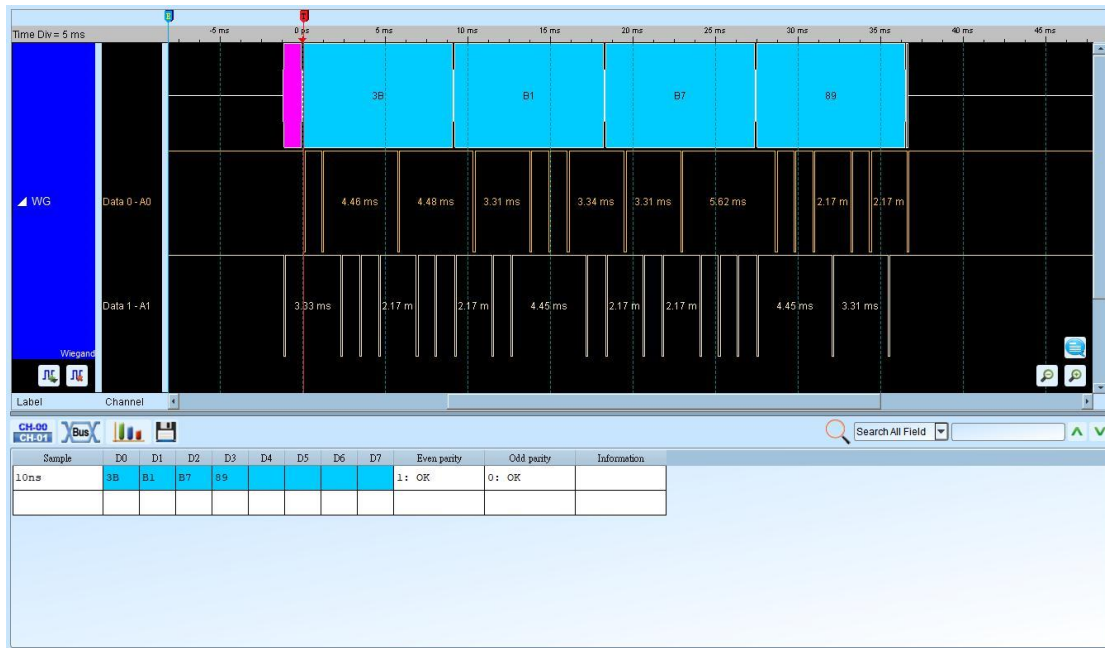 Time Div = 5 ms
-5 ms 0 ps 5 ms 10 ms 15 ms 20 ms 25 ms 30 ms 35 ms 40 ms 45 ms
3B B1 B7 89
WG Data 0 - A0 4.46 ms 4.48 ms 3.31 ms 3.34 ms 3.31 ms 5.62 ms 2.17 m 2.17 m
Data 1 - A1 3.33 ms 2.17 m 2.17 m 4.45 ms 2.17 m 2.17 m 4.45 ms 3.31 ms
Wiegand
Label Channel
CH-00
CH-01
Bus
Search All Field
Sample D0 D1 D2 D3 D4 D5 D6 D7 Even parity Odd parity Information
10ns 3B B1 B7 89 1: OK 0: OK